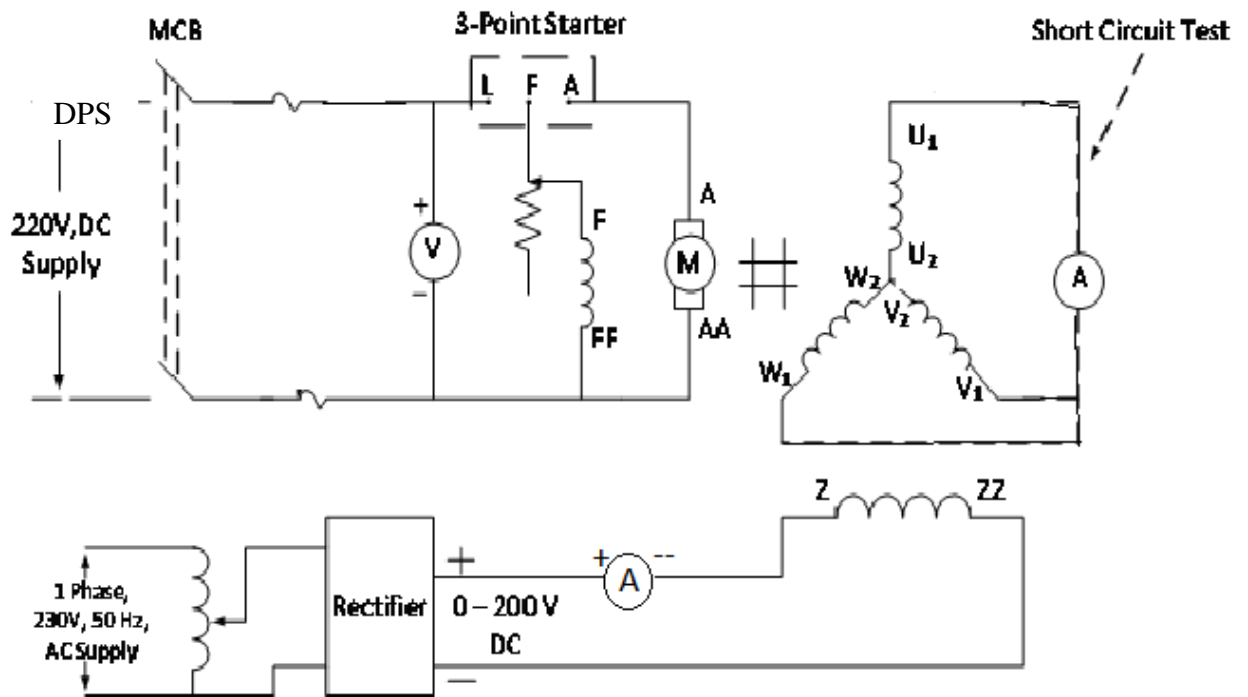 MCB
3-Point Starter
Short Circuit Test
L F A
DPS
220V,DC
Supply
+
V
-
F
FF
A
M
AA
U1
U2
W2
V2
W1
V1
A
Z ZZ
1 Phase,
230V, 50 Hz,
AC Supply
Rectifier
+
0 – 200 V
DC
—
+ A --